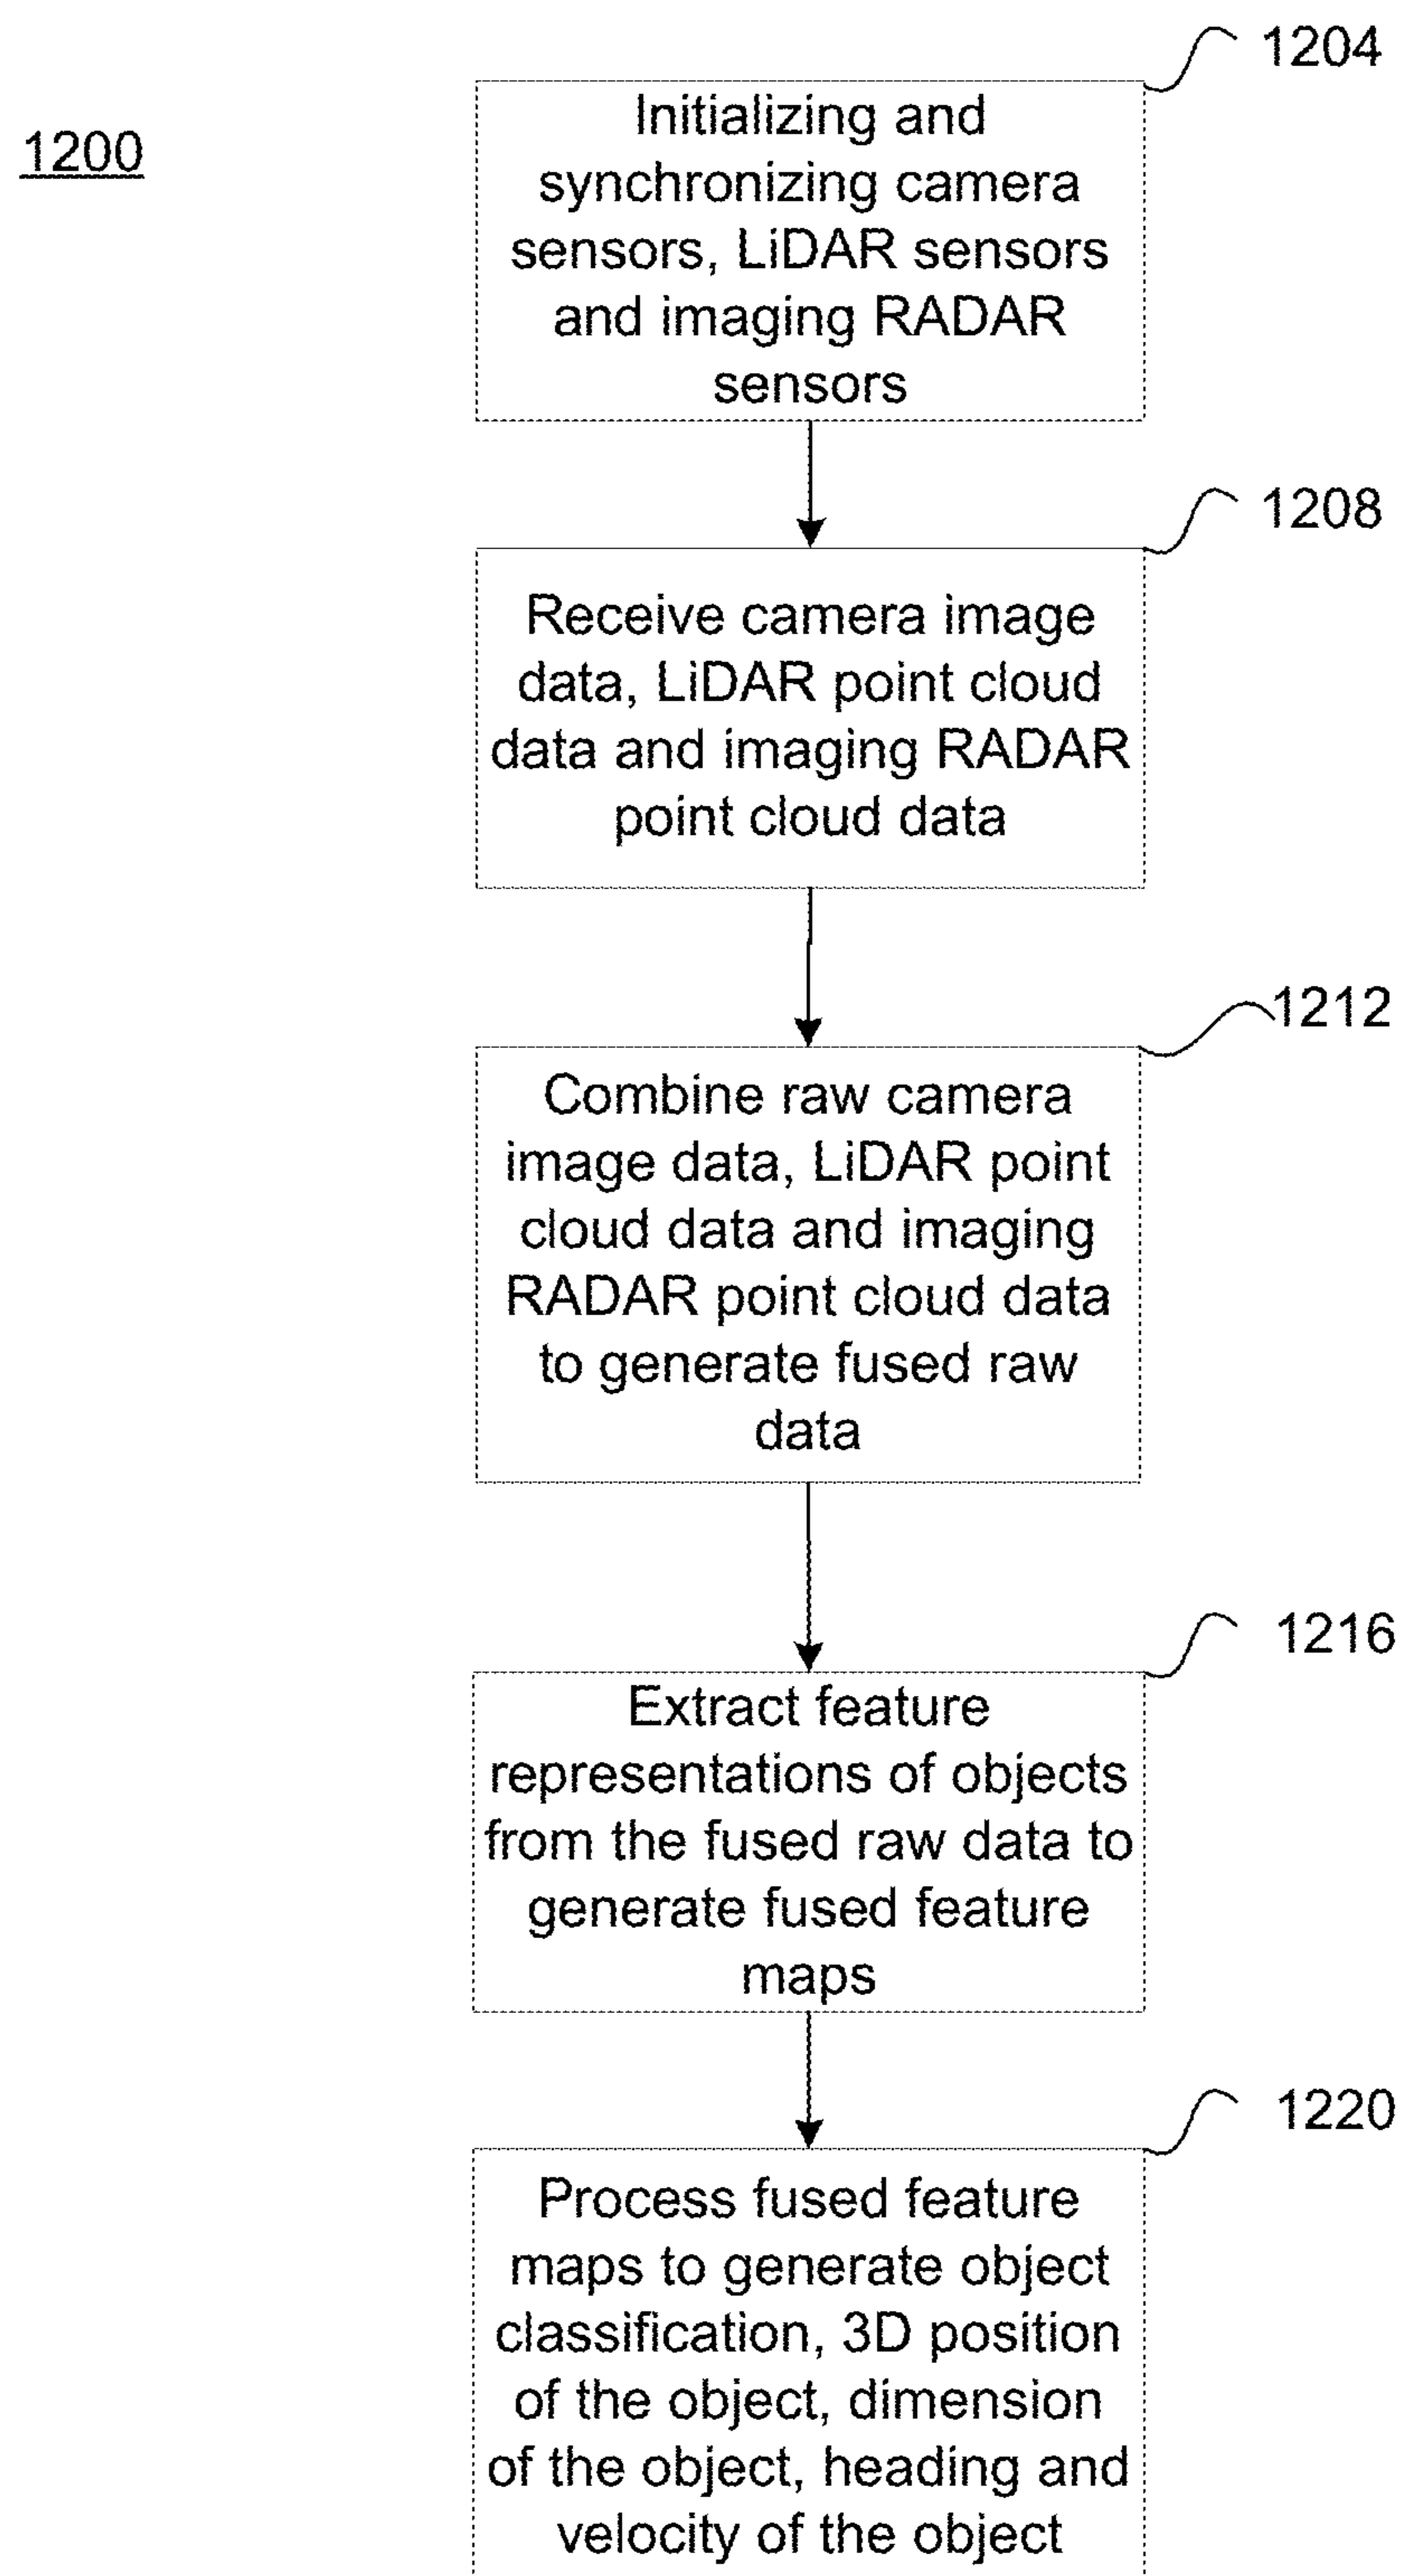 1200
1204
Initializing and
synchronizing camera
sensors, LiDAR sensors
and imaging RADAR
sensors
1208
Receive camera image
data, LiDAR point cloud
data and imaging RADAR
point cloud data
1212
Combine raw camera
image data, LiDAR point
cloud data and imaging
RADAR point cloud data
to generate fused raw
data
1216
Extract feature
representations of objects
from the fused raw data to
generate fused feature
maps
1220
Process fused feature
maps to generate object
classification, 3D position
of the object, dimension
of the object, heading and
velocity of the object